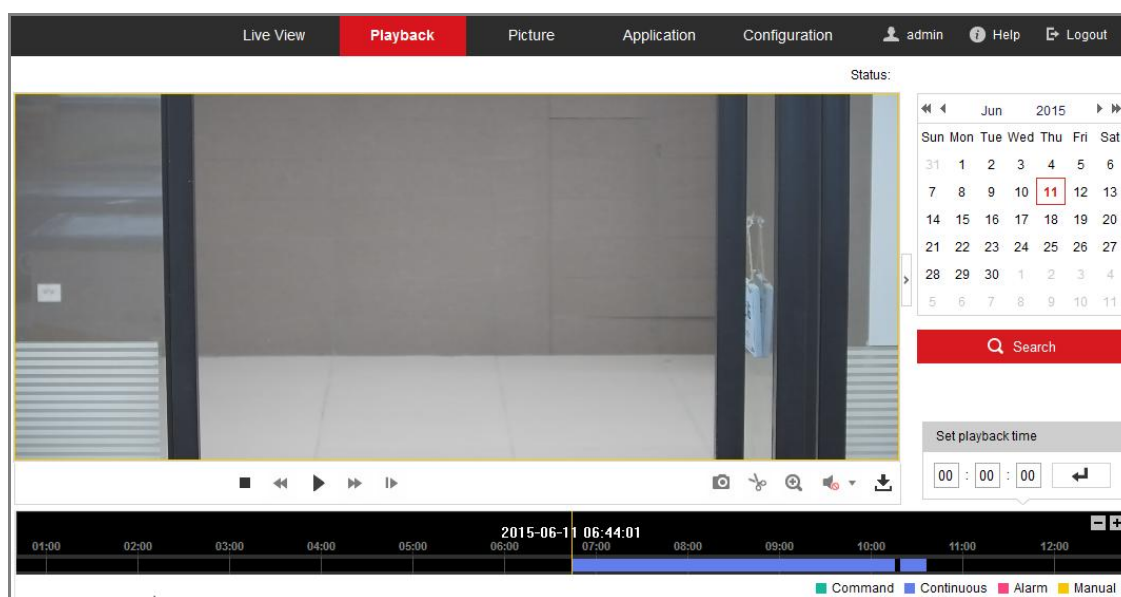 Live View Playback Picture Application Configuration admin Help Logout
Status:
Jun 2015
Sun Mon Tue Wed Thu Fri Sat
31 1 2 3 4 5 6
7 8 9 10 11 12 13
14 15 16 17 18 19 20
21 22 23 24 25 26 27
28 29 30 1 2 3 4
5 6 7 8 9 10 11
Search
Set playback time
00 : 00 : 00
2015-06-11 06:44:01
01:00 02:00 03:00 04:00 05:00 06:00 07:00 08:00 09:00 10:00 11:00 12:00
Command Continuous Alarm Manual